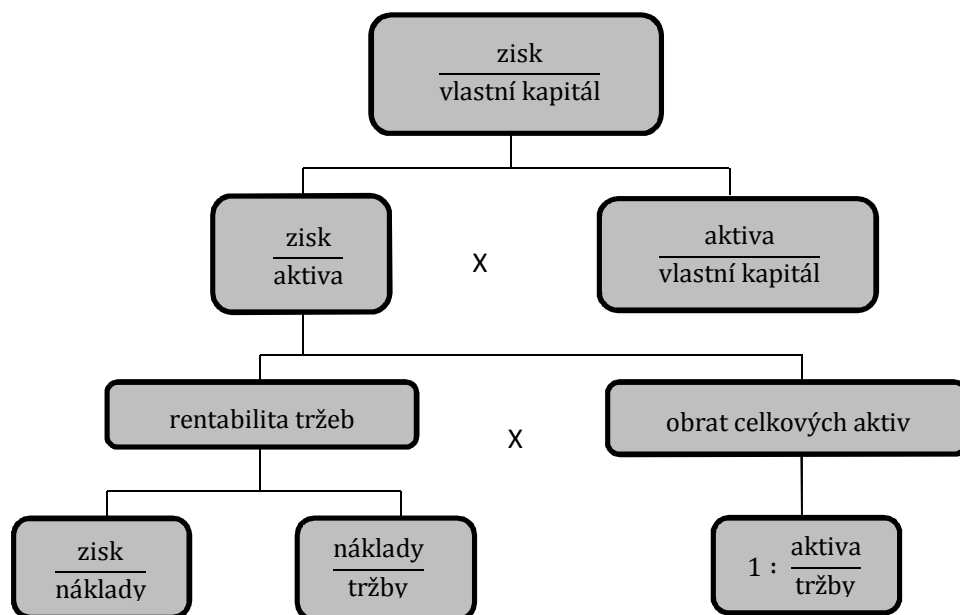 zisk
vlastní kapitál
zisk
aktiva
X
aktiva
vlastní kapitál
rentabilita tržeb
X
obrat celkových aktiv
zisk
náklady
náklady
tržby
1 : aktiva
tržby